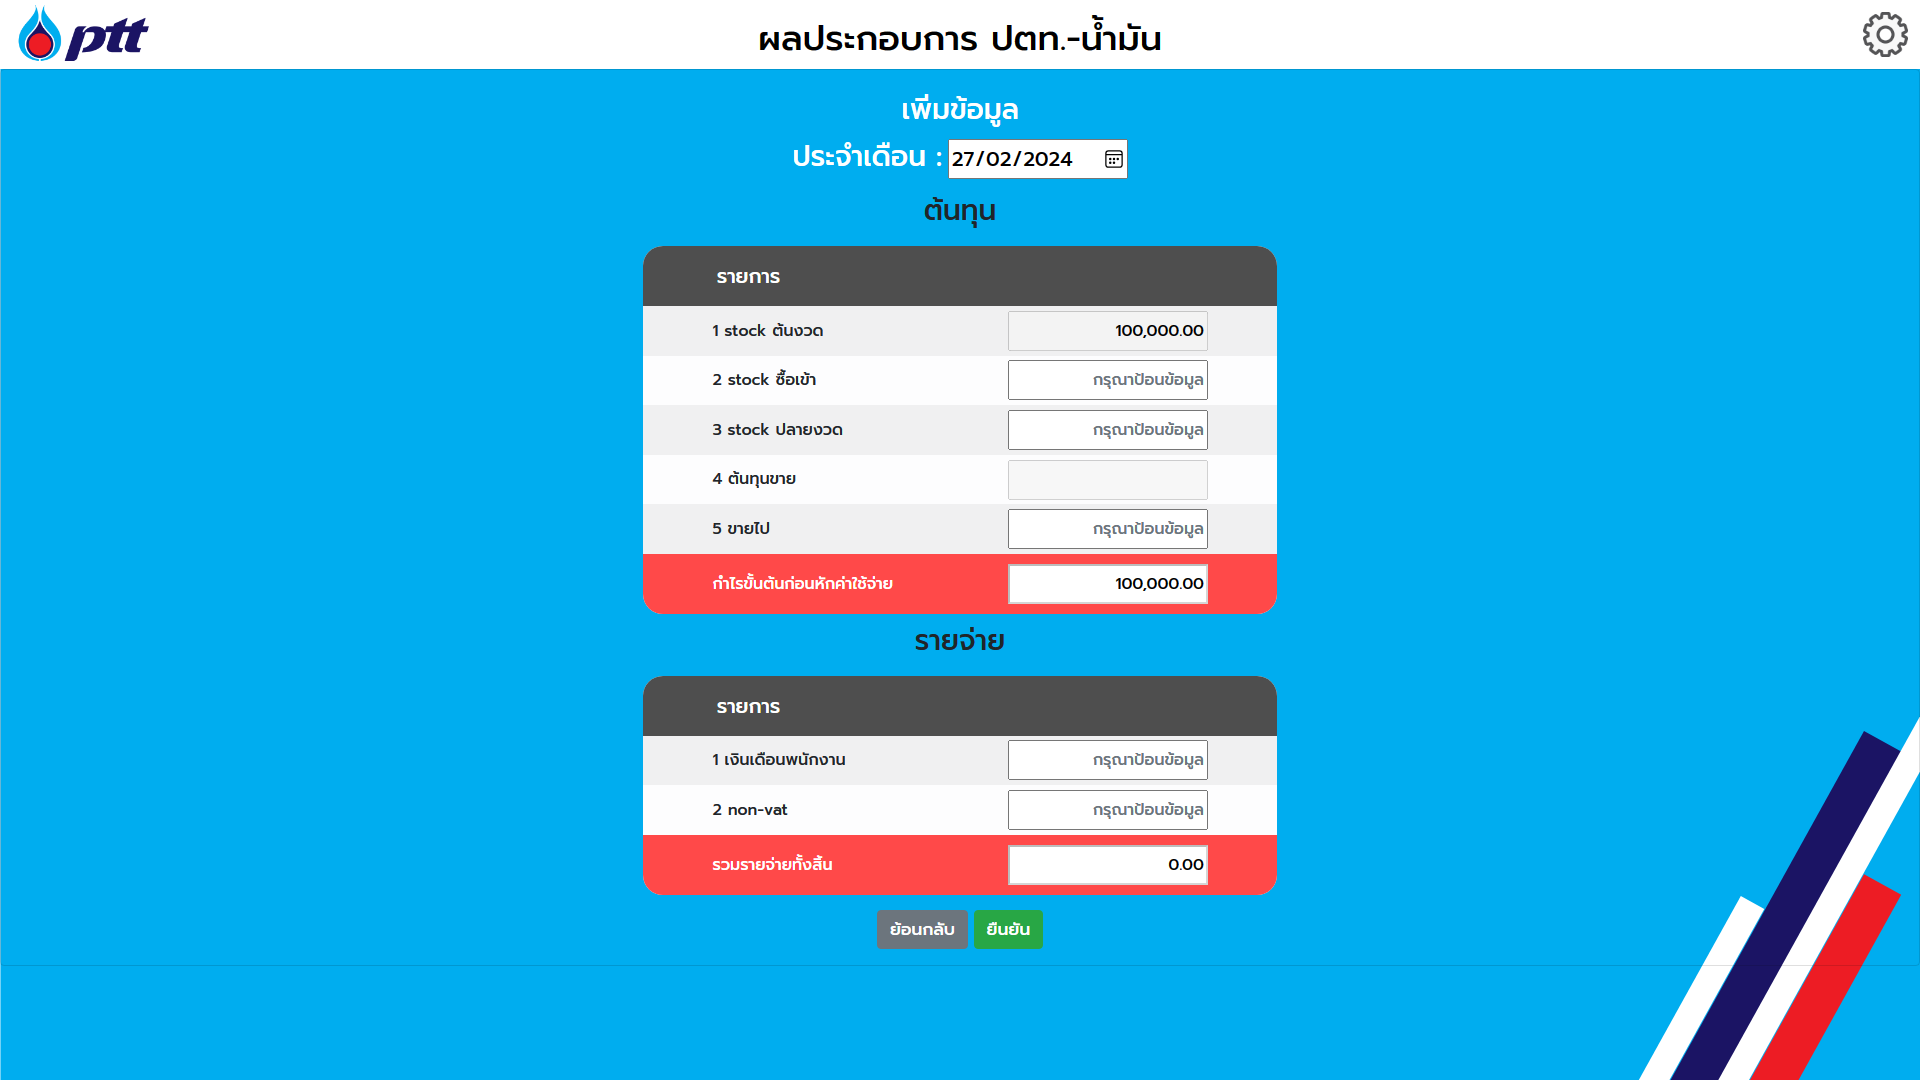 ptt
ผลประกอบการ ปตท.-น้ำมัน
เพิ่มข้อมูล
ประจำเดือน : 27/02/2024
ต้นทุน
รายการ
1 stock ต้นงวด 100,000.00
2 stock ซื้อเข้า กรุณาป้อนข้อมูล
3 stock ปลายงวด กรุณาป้อนข้อมูล
4 ต้นทุนขาย
5 ขายไป กรุณาป้อนข้อมูล
กำไรขั้นต้นก่อนหักค่าใช้จ่าย 100,000.00
รายจ่าย
รายการ
1 เงินเดือนพนักงาน กรุณาป้อนข้อมูล
2 non-vat กรุณาป้อนข้อมูล
รวมรายจ่ายทั้งสิ้น 0.00
ย้อนกลับ ยืนยัน